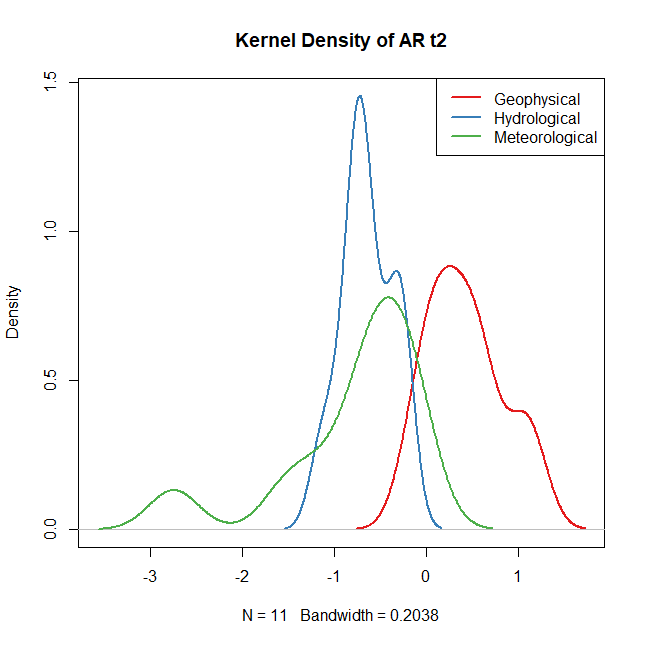 Kernel Density of AR t2
Geophysical
Hydrological
Meteorological
Density
1.5
1.0
0.5
0.0
-3 -2 -1 0 1
N = 11 Bandwidth = 0.2038